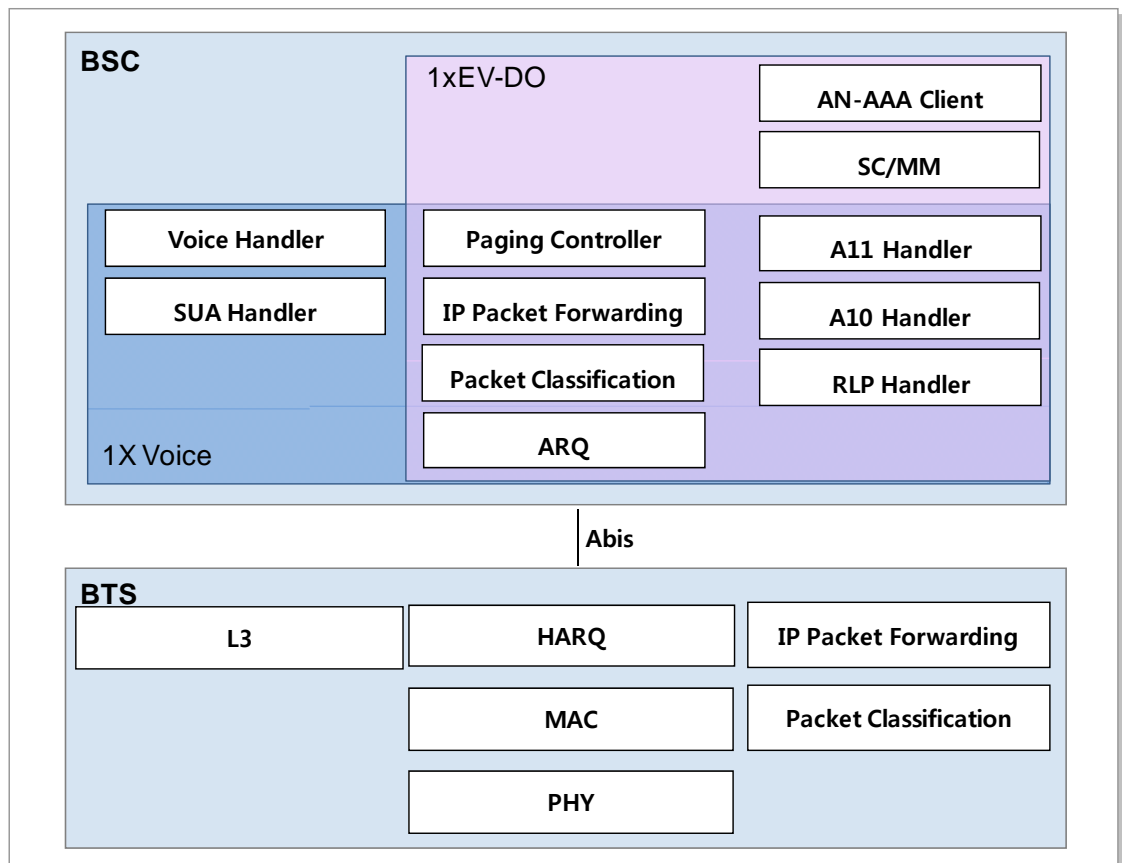 BSC
1xEV-DO
AN-AAA Client
SC/MM
Voice Handler
Paging Controller
A11 Handler
SUA Handler
IP Packet Forwarding
A10 Handler
Packet Classification
RLP Handler
1X Voice
ARQ
Abis
BTS
L3
HARQ
IP Packet Forwarding
MAC
Packet Classification
PHY